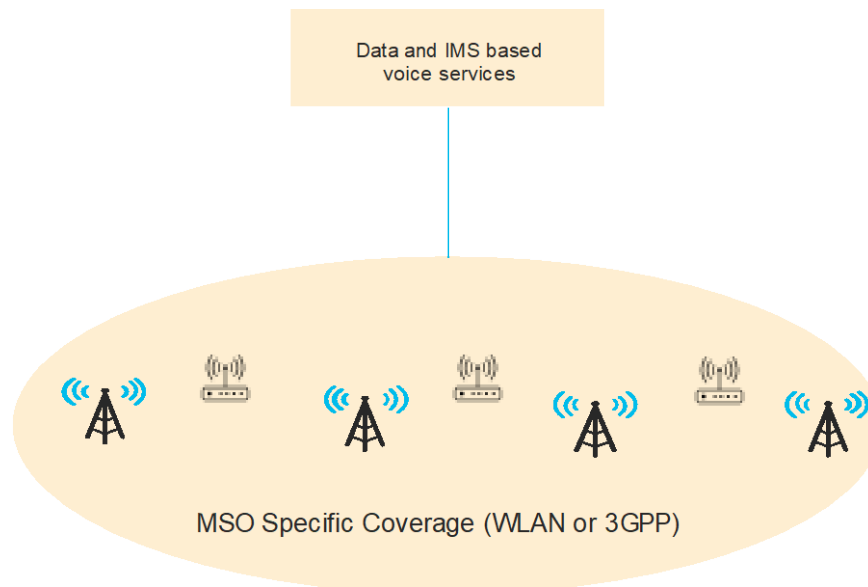 Data and IMS based
voice services
MSO Specific Coverage (WLAN or 3GPP)